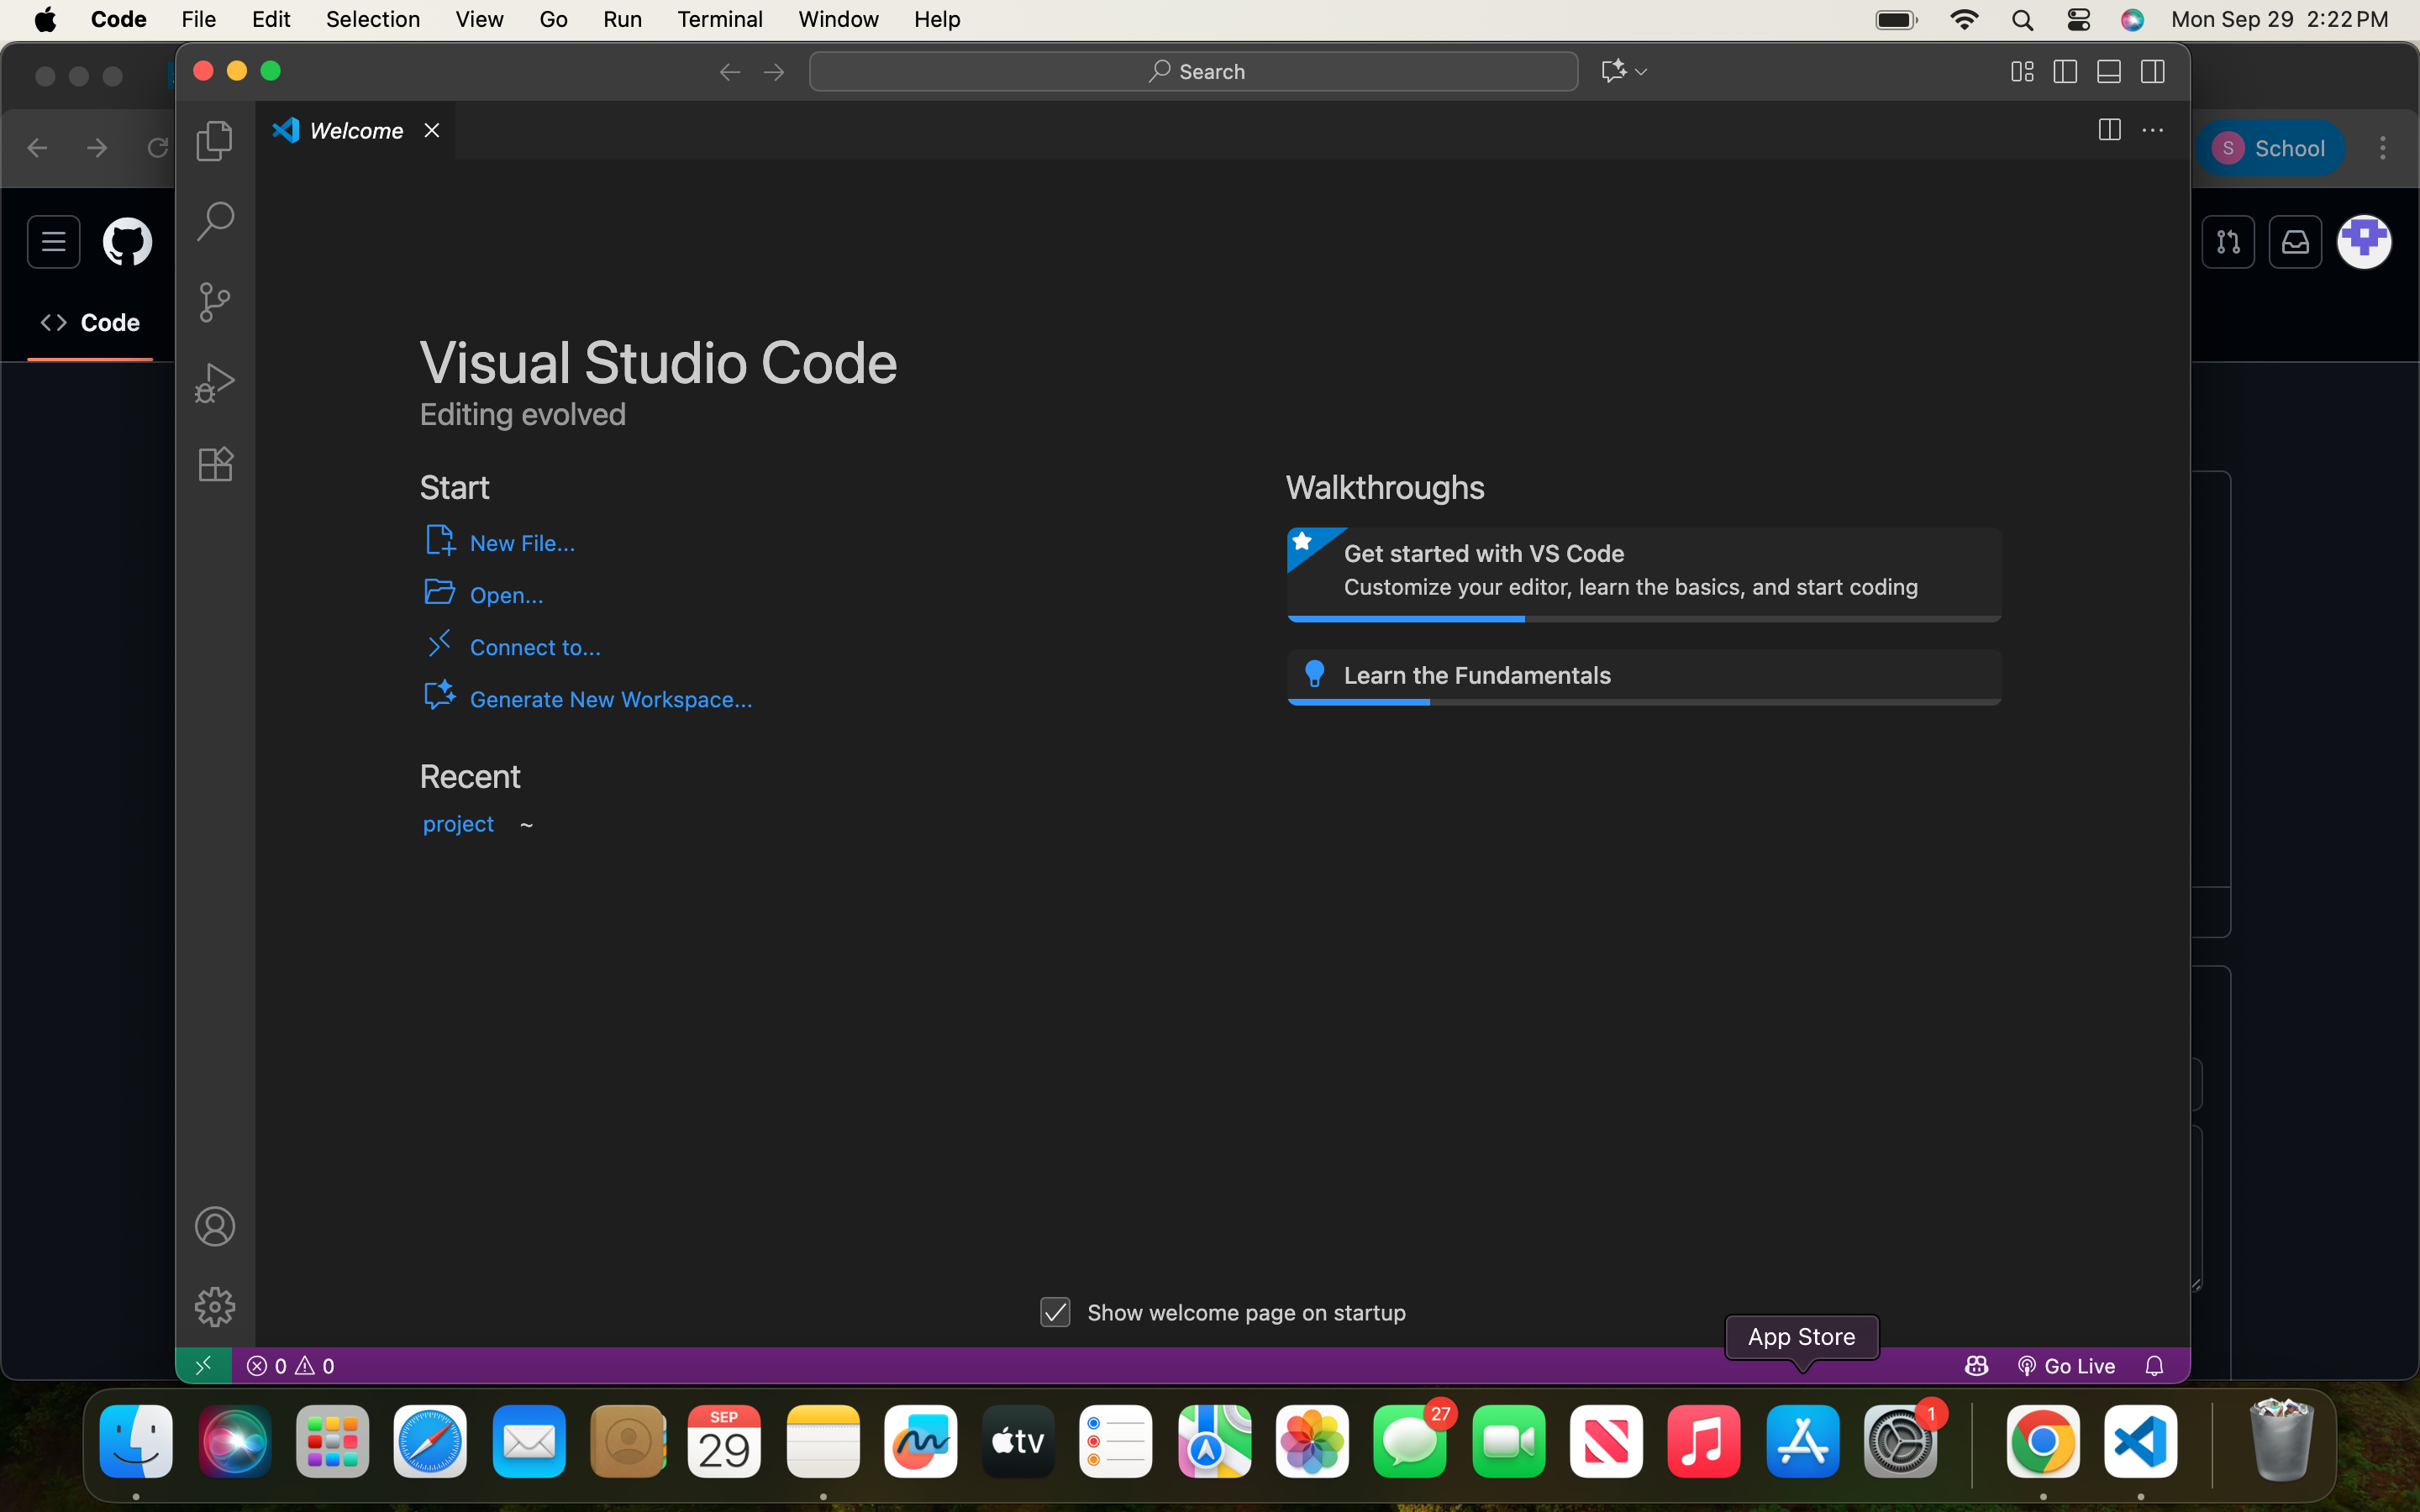 Code File Edit Selection View Go Run Terminal Window Help Mon Sep 29 2:22 PM
Search
Welcome
S School
Code
Visual Studio Code
Editing evolved
Start
New File...
Open...
Connect to...
Generate New Workspace...
Recent
project ~
Walkthroughs
Get started with VS Code
Customize your editor, learn the basics, and start coding
Learn the Fundamentals
Show welcome page on startup
App Store
0 0 Go Live
SEP
29
tv
27
1